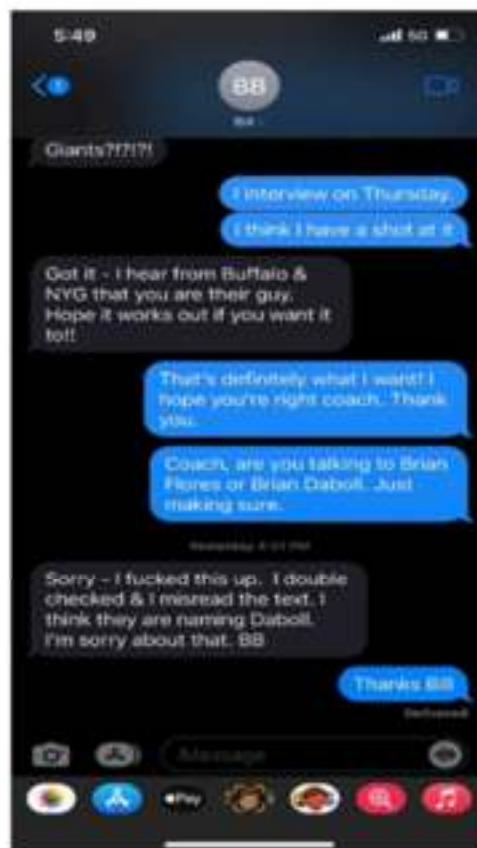 5:49
5G
BB
Giants?!?!?!
I interview on Thursday.
I think I have a shot at it
Got it - I hear from Buffalo &
NYG that you are their guy.
Hope it works out if you want it
to!!
That's definitely what I want! I
hope you're right coach. Thank
you.
Coach, are you talking to Brian
Flores or Brian Daboll. Just
making sure.
Sorry - I fucked this up. I double
checked & I misread the text. I
think they are naming Daboll.
I'm sorry about that. BB
Thanks BB
Delivered
iMessage
Pay